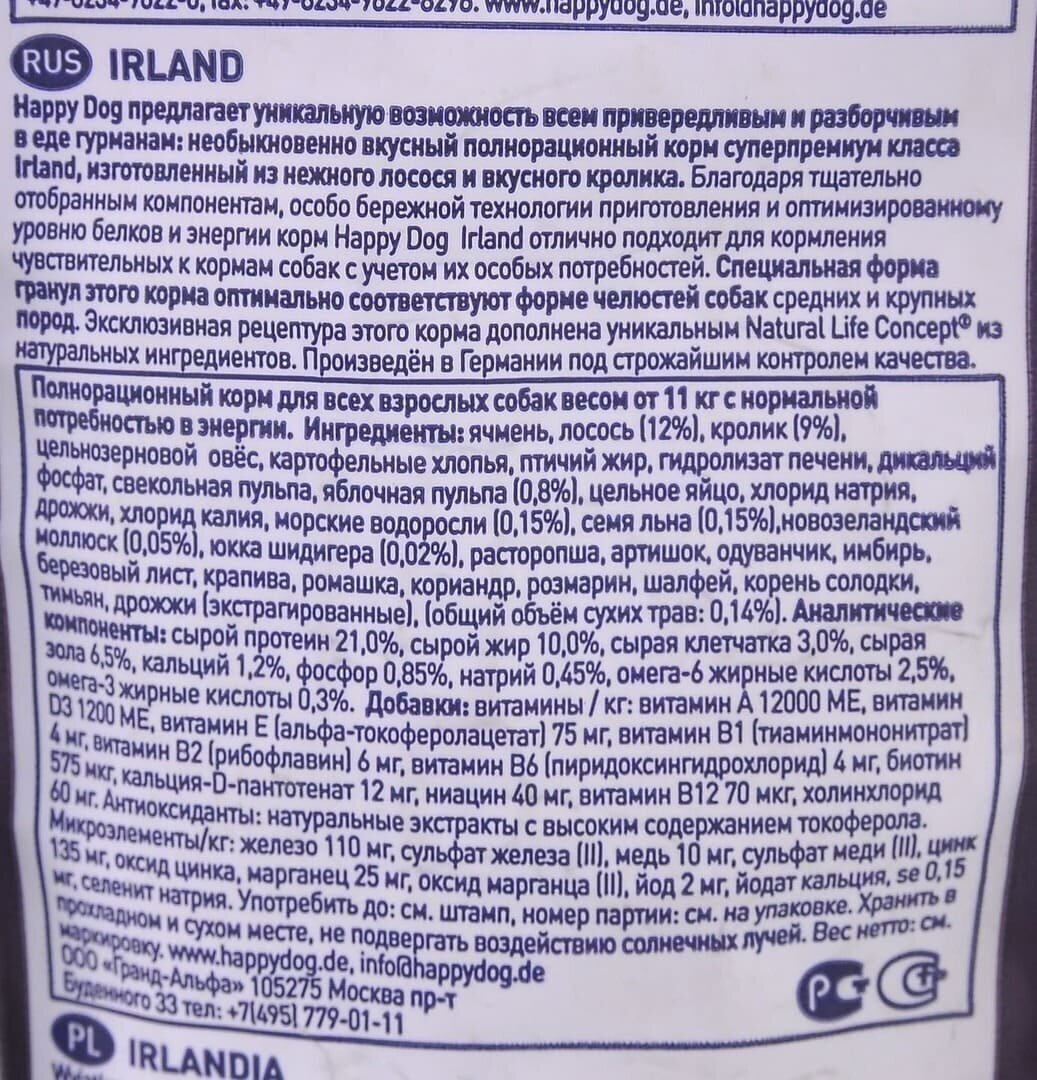 +49-8234-9622-0, fax: +49-8234-9622-8298. www.happydog.de, info@happydog.de
RUS IRLAND
Happy Dog предлагает уникальную возможность всем привередливым и разборчивым
в еде гурманам: необыкновенно вкусный полнорационный корм суперпремиум класса
Irland, изготовленный из нежного лосося и вкусного кролика. Благодаря тщательно
отобранным компонентам, особо бережной технологии приготовления и оптимизированному
уровню белков и энергии корм Happy Dog Irland отлично подходит для кормления
чувствительных к кормам собак с учетом их особых потребностей. Специальная форма
гранул этого корма оптимально соответствуют форме челюстей собак средних и крупных
пород. Эксклюзивная рецептура этого корма дополнена уникальным Natural Life Concept® из
натуральных ингредиентов. Произведён в Германии под строжайшим контролем качества.
Полнорационный корм для всех взрослых собак весом от 11 кг с нормальной
потребностью в энергии. Ингредиенты: ячмень, лосось (12%), кролик (9%),
цельнозерновой овёс, картофельные хлопья, птичий жир, гидролизат печени, дикальций
фосфат, свекольная пульпа, яблочная пульпа (0,8%), цельное яйцо, хлорид натрия,
дрожжи, хлорид калия, морские водоросли (0,15%), семя льна (0,15%),новозеландский
моллюск (0,05%), юкка шидигера (0,02%), расторопша, артишок, одуванчик, имбирь,
березовый лист, крапива, ромашка, кориандр, розмарин, шалфей, корень солодки,
тимьян, дрожжи (экстрагированные), (общий объём сухих трав: 0,14%). Аналитические
компоненты: сырой протеин 21,0%, сырой жир 10,0%, сырая клетчатка 3,0%, сырая
зола 6,5%, кальций 1,2%, фосфор 0,85%, натрий 0,45%, омега-6 жирные кислоты 2,5%,
омега-3 жирные кислоты 0,3%. Добавки: витамины / кг: витамин А 12000 МЕ, витамин
D3 1200 МЕ, витамин Е (альфа-токоферолацетат) 75 мг, витамин В1 (тиаминмононитрат)
4 мг, витамин В2 (рибофлавин) 6 мг, витамин В6 (пиридоксингидрохлорид) 4 мг, биотин
575 мкг, кальция-D-пантотенат 12 мг, ниацин 40 мг, витамин В12 70 мкг, холинхлорид
60 мг. Антиоксиданты: натуральные экстракты с высоким содержанием токоферола.
Микроэлементы/кг: железо 110 мг, сульфат железа (II), медь 10 мг, сульфат меди (II), цинк
135 мг, оксид цинка, марганец 25 мг, оксид марганца (II), йод 2 мг, йодат кальция, se 0,15
мг, селенит натрия. Употребить до: см. штамп, номер партии: см. на упаковке. Хранить в
прохладном и сухом месте, не подвергать воздействию солнечных лучей. Вес нетто: см.
маркировку. www.happydog.de, info@happydog.de
ООО «Гранд-Альфа» 105275 Москва пр-т
Буденного 33 тел: +7(495) 779-01-11
РСТ
PL IRLANDIA